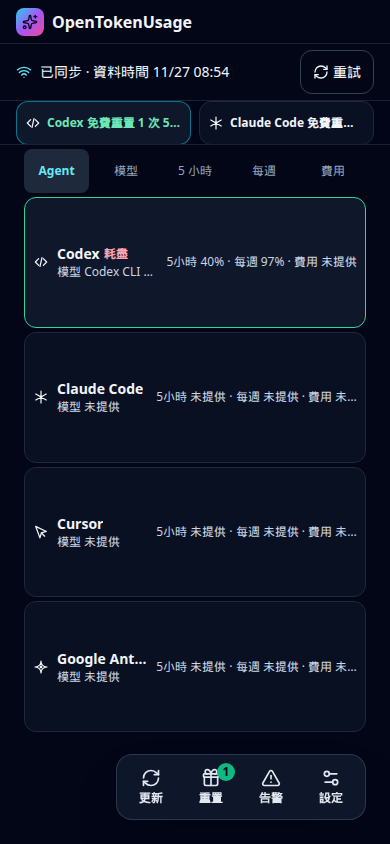 OpenTokenUsage
已同步 · 資料時間 11/27 08:54
重試
Codex 免費重置 1 次 5…
Claude Code 免費重…
Agent
模型
5 小時
每週
費用
Codex 耗盡
模型 Codex CLI …
5小時 40% · 每週 97% · 費用 未提供
Claude Code
模型 未提供
5小時 未提供 · 每週 未提供 · 費用 未…
Cursor
模型 未提供
5小時 未提供 · 每週 未提供 · 費用 未…
Google Ant…
模型 未提供
5小時 未提供 · 每週 未提供 · 費用 未…
更新
重置
1
告警
設定